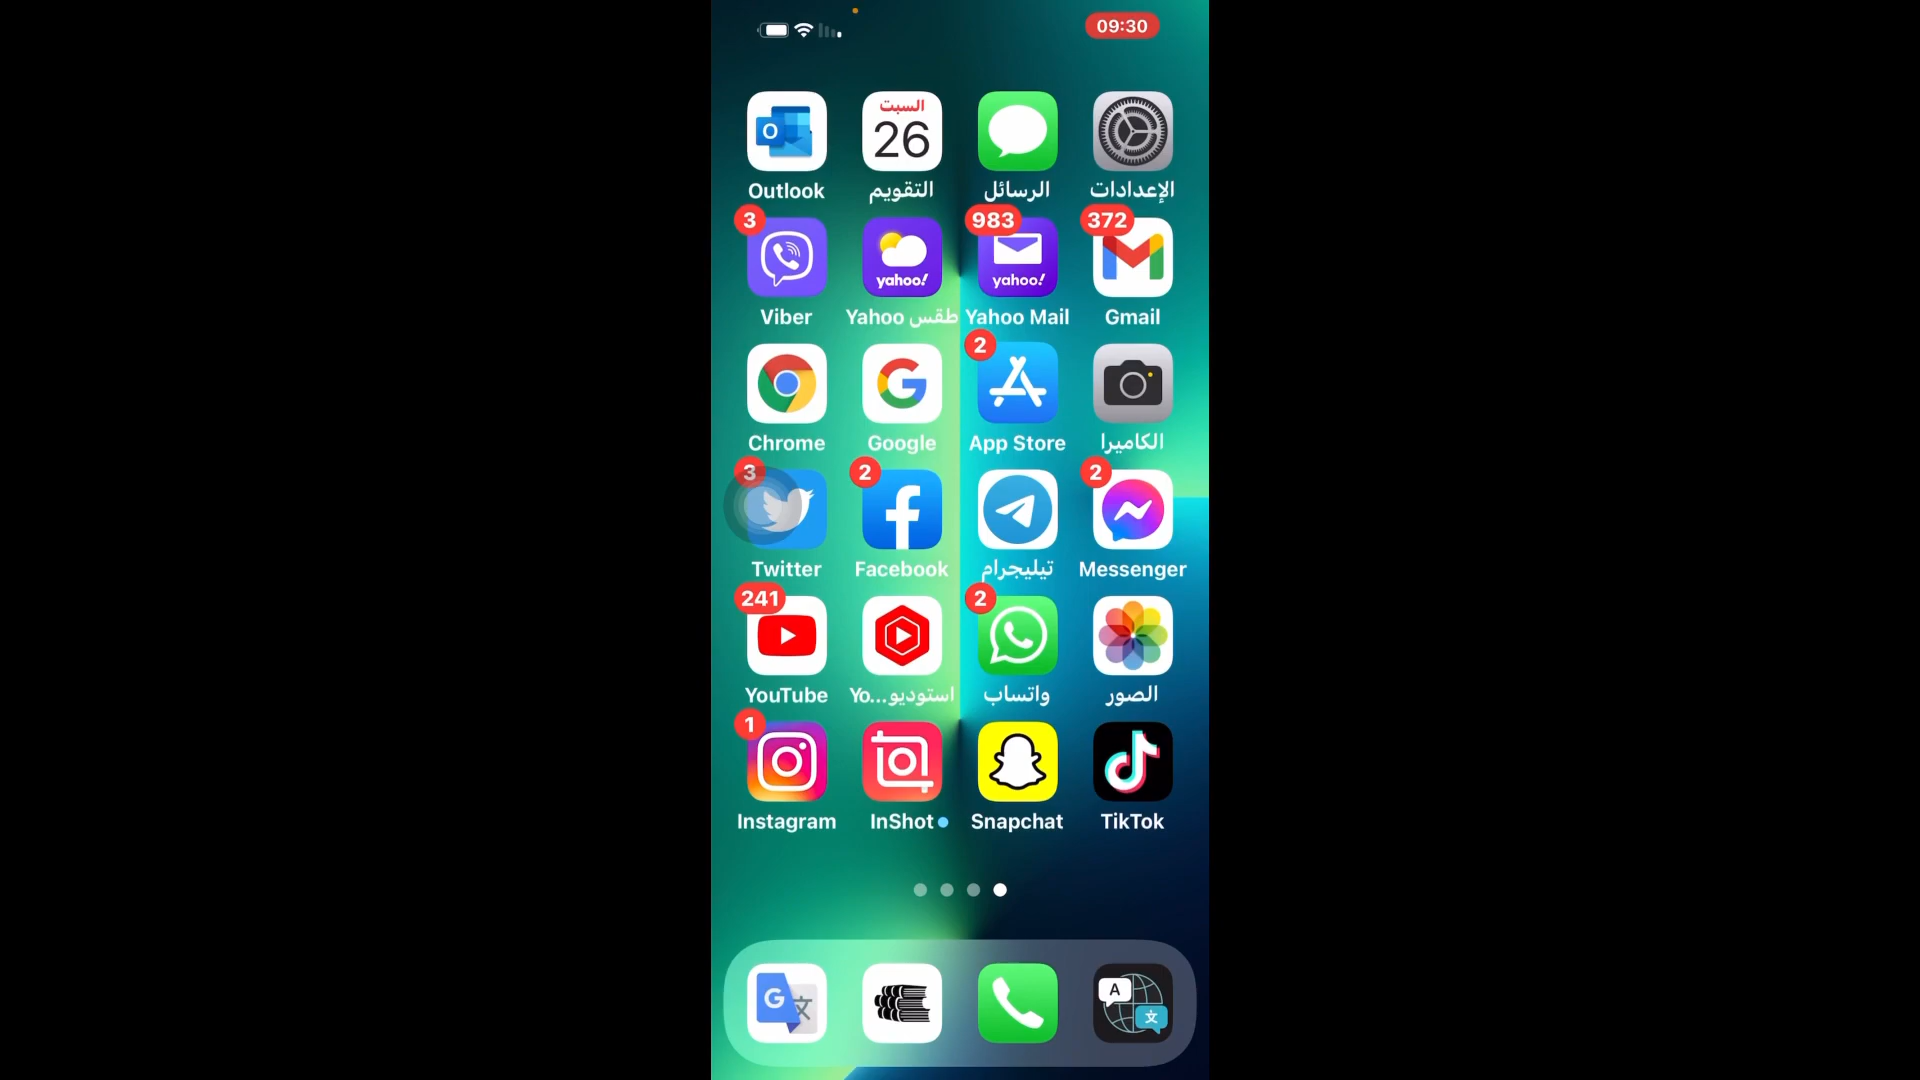 09:30
السبت
26
Outlook
التقويم
الرسائل
الإعدادات
3
983
372
yahoo!
yahoo!
Viber
Yahoo طقس
Yahoo Mail
Gmail
2
Chrome
Google
App Store
الكاميرا
3
2
2
Twitter
Facebook
تيليجرام
Messenger
241
2
YouTube
Yo...استوديو
واتساب
الصور
1
Instagram
InShot
Snapchat
TikTok
G
文
A
文